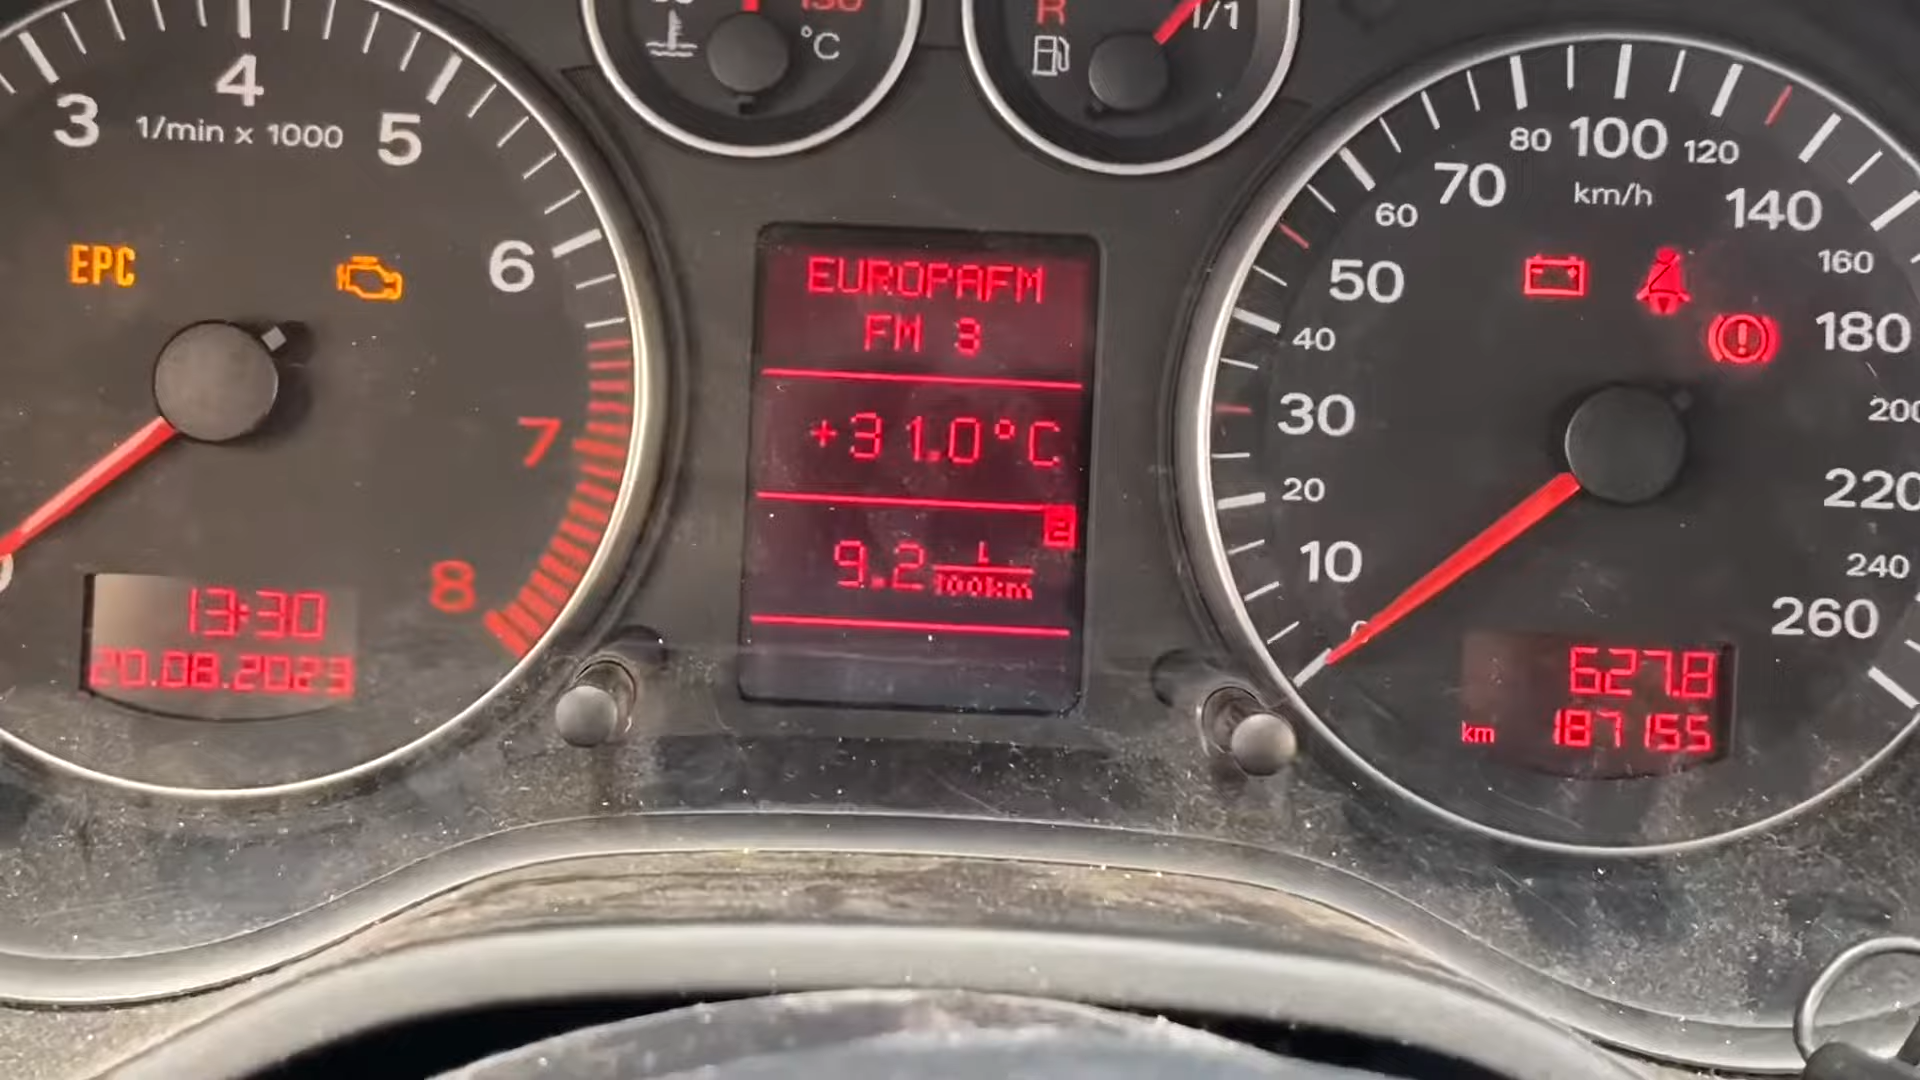 3
4
5
6
7
8
1/min x 1000
EPC
13:30
20.08.2023
130
°C
R
1/1
EUROPAFM
FM 3
+31.0°C
2
9.2 L
100km
10
20
30
40
50
60
70
80
100
120
140
160
180
200
220
240
260
km/h
627.8
km 187155